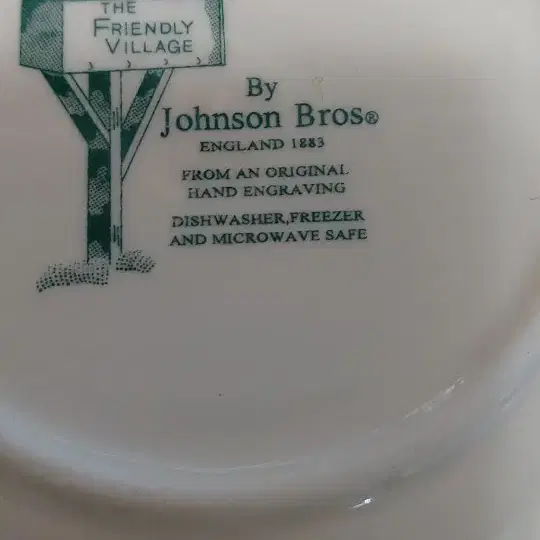 THE
FRIENDLY
VILLAGE
By
Johnson Bros®
ENGLAND 1883
FROM AN ORIGINAL
HAND ENGRAVING
DISHWASHER,FREEZER
AND MICROWAVE SAFE